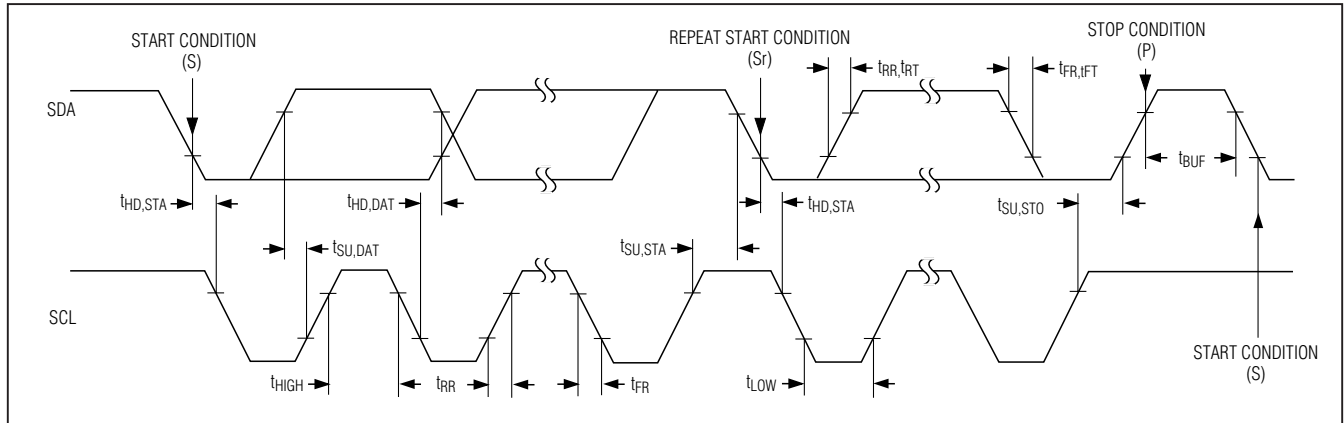 START CONDITION
(S)
REPEAT START CONDITION
(Sr)
STOP CONDITION
(P)
tRR,tRT
tFR,tFT
SDA
tBUF
tHD,STA
tHD,DAT
tHD,STA
tSU,STO
tSU,DAT
tSU,STA
SCL
START CONDITION
(S)
tHIGH
tRR
tFR
tLOW